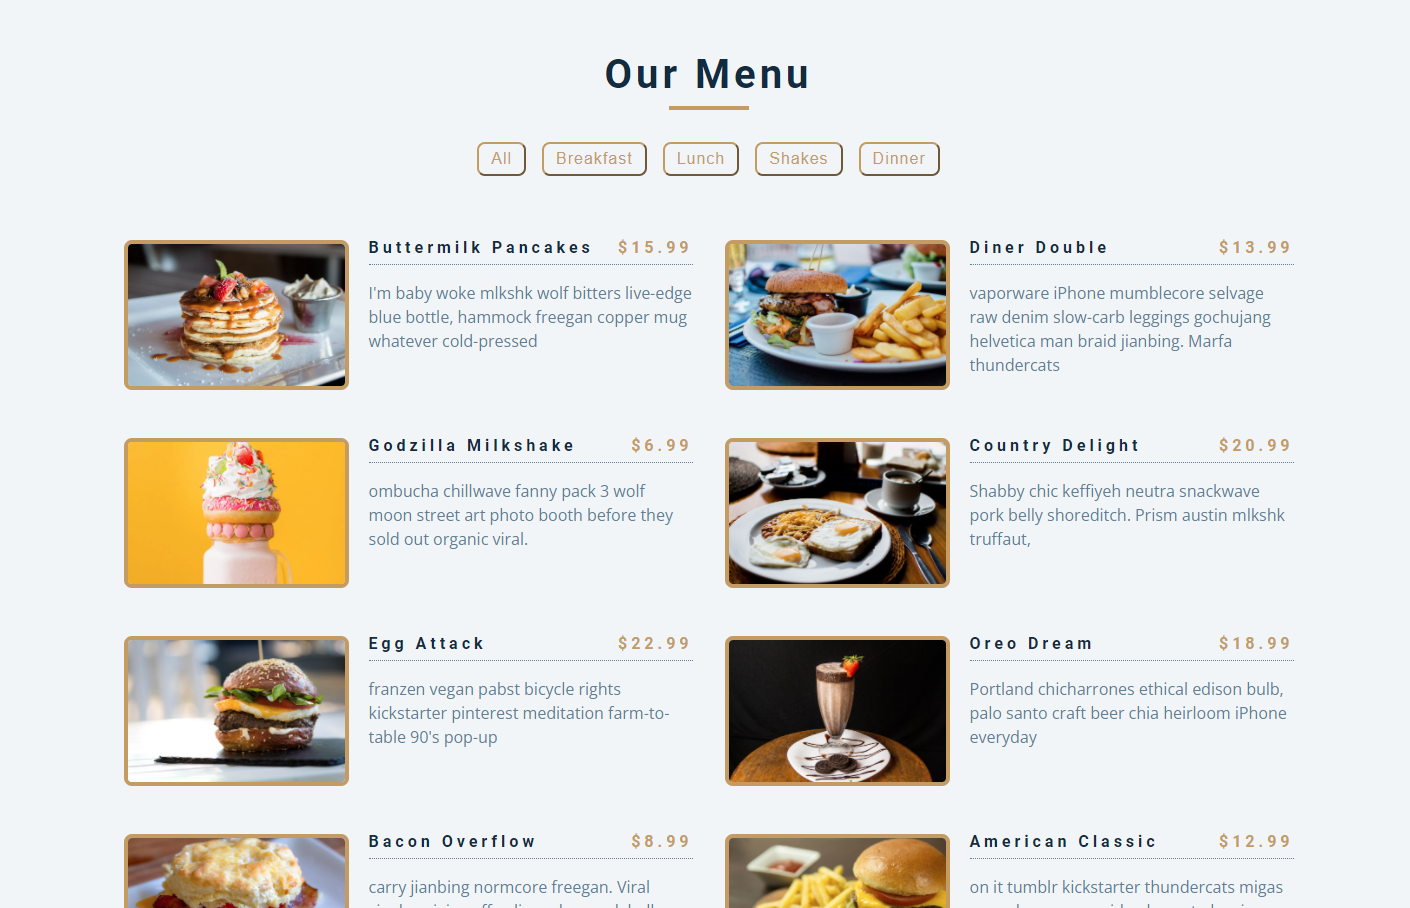 Our Menu
All
Breakfast
Lunch
Shakes
Dinner
Buttermilk Pancakes $15.99
I'm baby woke mlkshk wolf bitters live-edge
blue bottle, hammock freegan copper mug
whatever cold-pressed
Diner Double $13.99
vaporware iPhone mumblecore selvage
raw denim slow-carb leggings gochujang
helvetica man braid jianbing. Marfa
thundercats
Godzilla Milkshake $6.99
ombucha chillwave fanny pack 3 wolf
moon street art photo booth before they
sold out organic viral.
Country Delight $20.99
Shabby chic keffiyeh neutra snackwave
pork belly shoreditch. Prism austin mlkshk
truffaut,
Egg Attack $22.99
franzen vegan pabst bicycle rights
kickstarter pinterest meditation farm-to-
table 90's pop-up
Oreo Dream $18.99
Portland chicharrones ethical edison bulb,
palo santo craft beer chia heirloom iPhone
everyday
Bacon Overflow $8.99
carry jianbing normcore freegan. Viral
American Classic $12.99
on it tumblr kickstarter thundercats migas